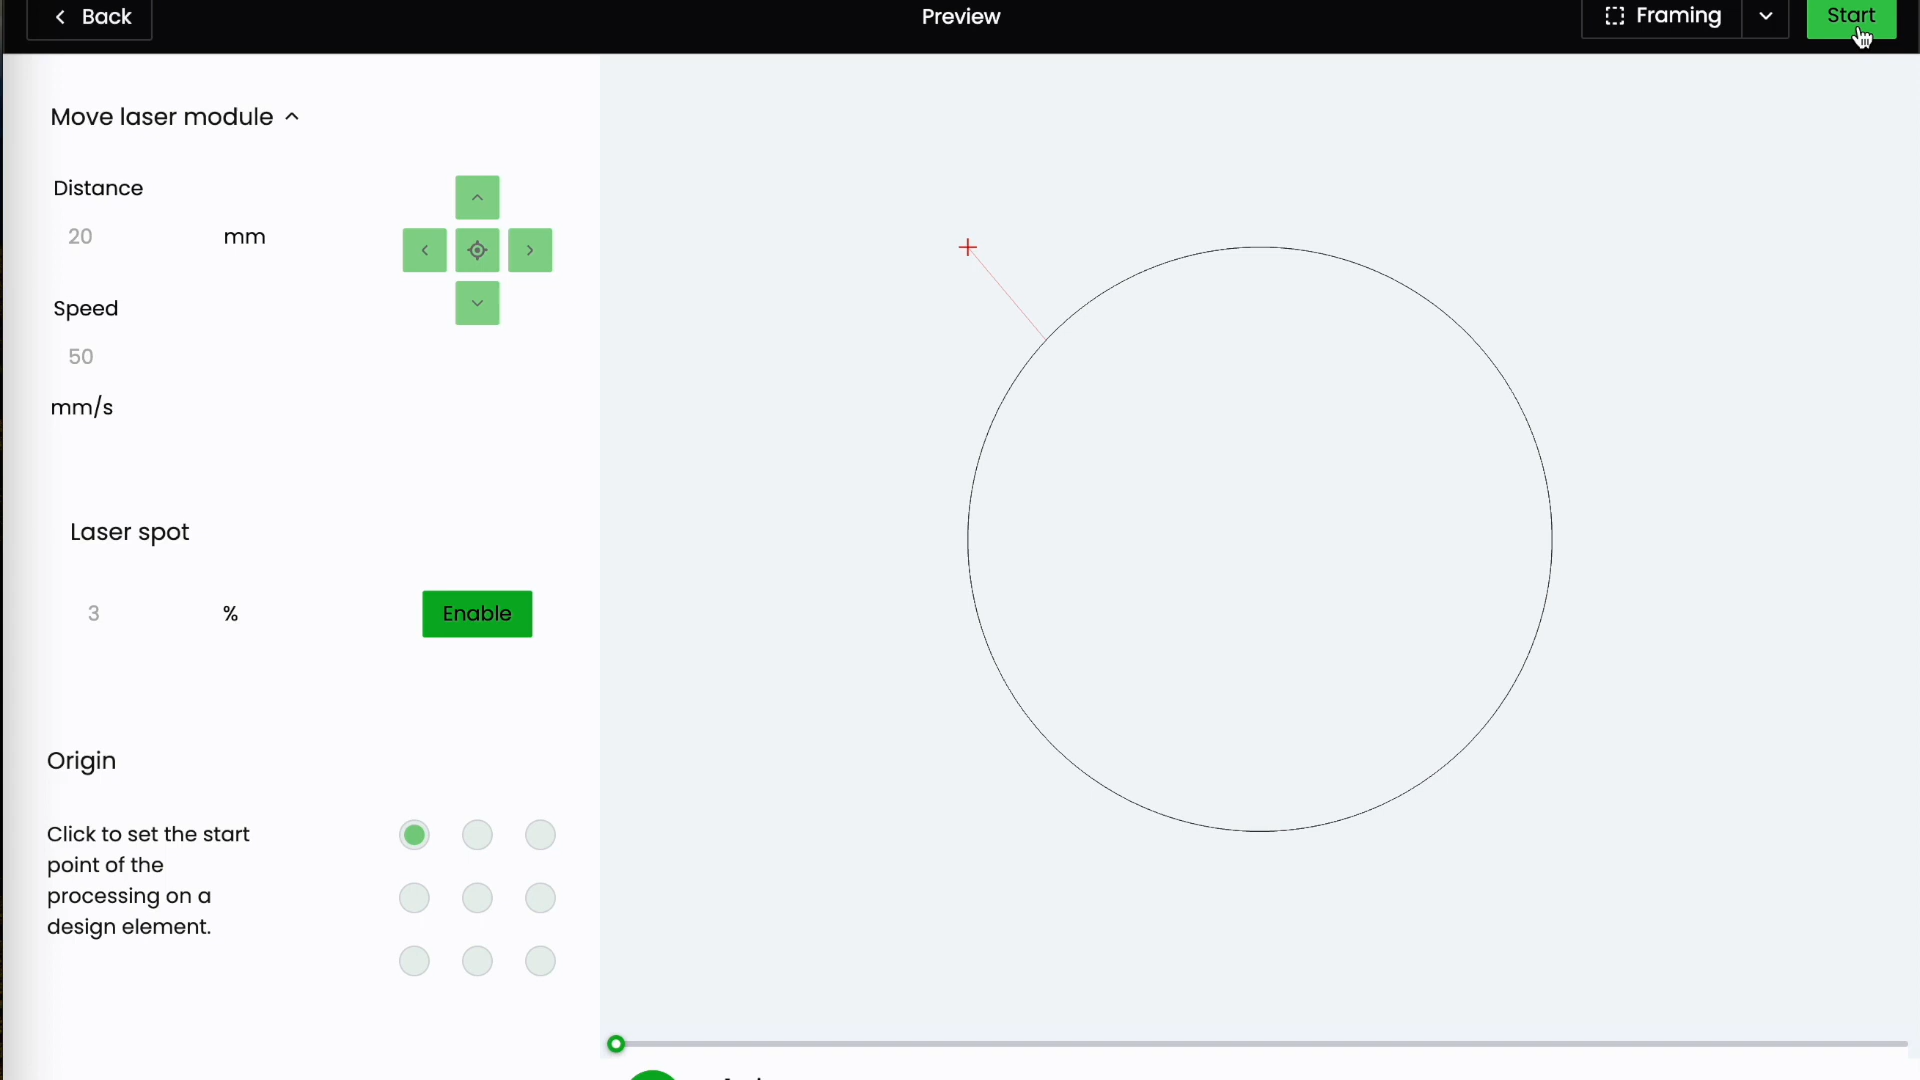 Back
Preview
Framing
Start
Move laser module
Distance
20 mm
Speed
50
mm/s
Laser spot
3 %
Enable
Origin
Click to set the start
point of the
processing on a
design element.